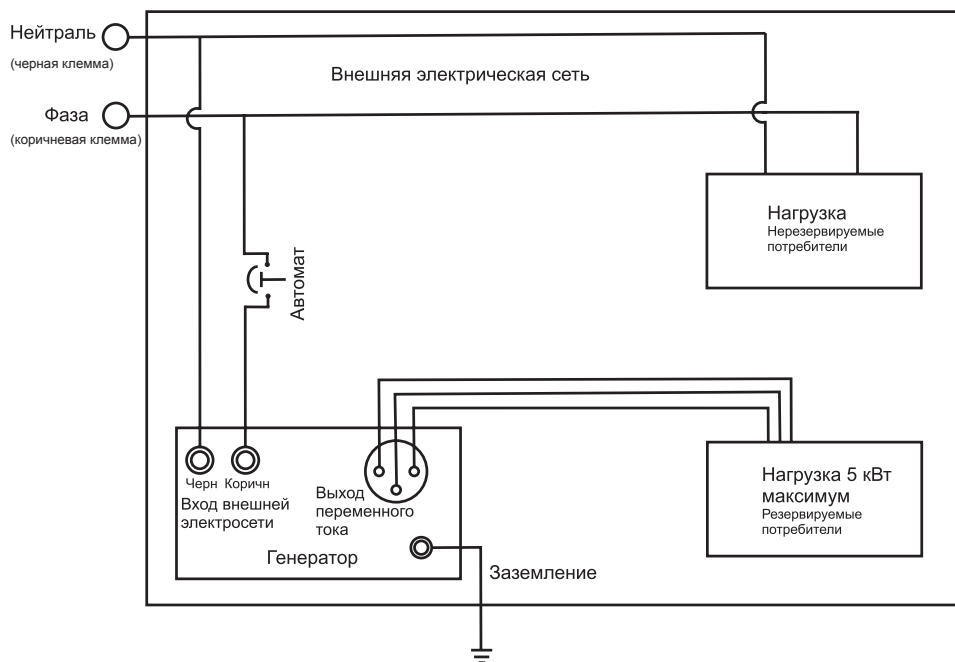 Нейтраль
(черная клемма)
Внешняя электрическая сеть
Фаза
(коричневая клемма)
Нагрузка
Нерезервируемые
потребители
Автомат
Черн Коричн
Вход внешней
электросети
Выход
переменного
тока
Генератор
Нагрузка 5 кВт
максимум
Резервируемые
потребители
Заземление